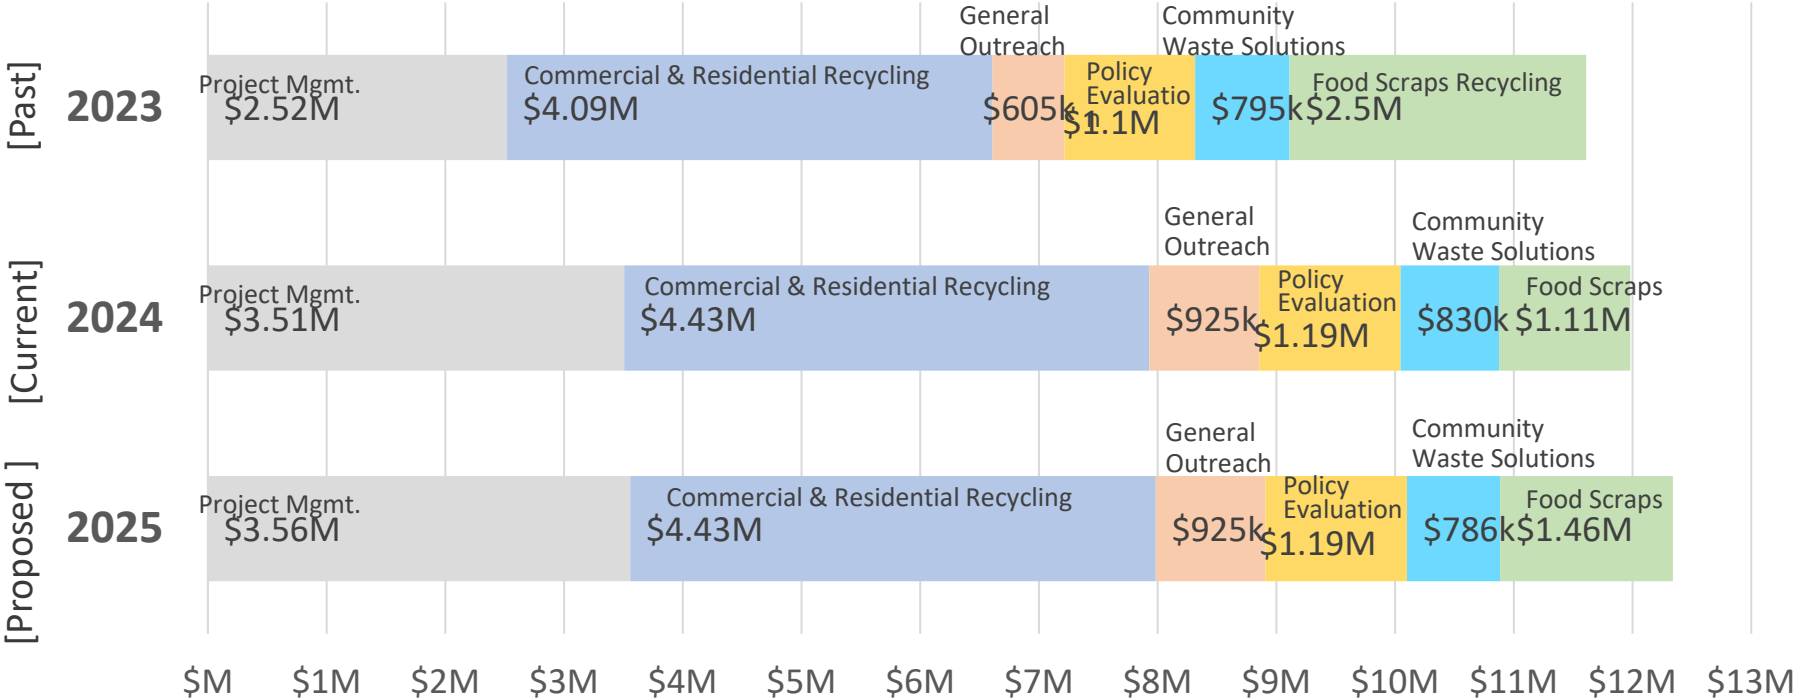 General
Outreach
Community
Waste Solutions
[Past]
2023
Project Mgmt.
$2.52M
Commercial & Residential Recycling
$4.09M
$605k
Policy
Evaluatio
n
$1.1M
$795k
Food Scraps Recycling
$2.5M
General
Outreach
Community
Waste Solutions
[Current]
2024
Project Mgmt.
$3.51M
Commercial & Residential Recycling
$4.43M
$925k
Policy
Evaluation
$1.19M
$830k
Food Scraps
$1.11M
General
Outreach
Community
Waste Solutions
[Proposed ]
2025
Project Mgmt.
$3.56M
Commercial & Residential Recycling
$4.43M
$925k
Policy
Evaluation
$1.19M
$786k
Food Scraps
$1.46M
$M $1M $2M $3M $4M $5M $6M $7M $8M $9M $10M $11M $12M $13M